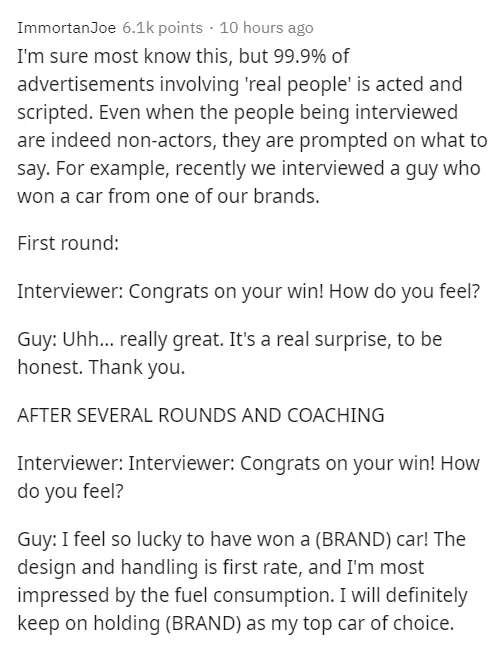 ImmortanJoe 6.1k points · 10 hours ago
I'm sure most know this, but 99.9% of
advertisements involving 'real people' is acted and
scripted. Even when the people being interviewed
are indeed non-actors, they are prompted on what to
say. For example, recently we interviewed a guy who
won a car from one of our brands.
First round:
Interviewer: Congrats on your win! How do you feel?
Guy: Uhh... really great. It's a real surprise, to be
honest. Thank you.
AFTER SEVERAL ROUNDS AND COACHING
Interviewer: Interviewer: Congrats on your win! How
do you feel?
Guy: I feel so lucky to have won a (BRAND) car! The
design and handling is first rate, and I'm most
impressed by the fuel consumption. I will definitely
keep on holding (BRAND) as my top car of choice.